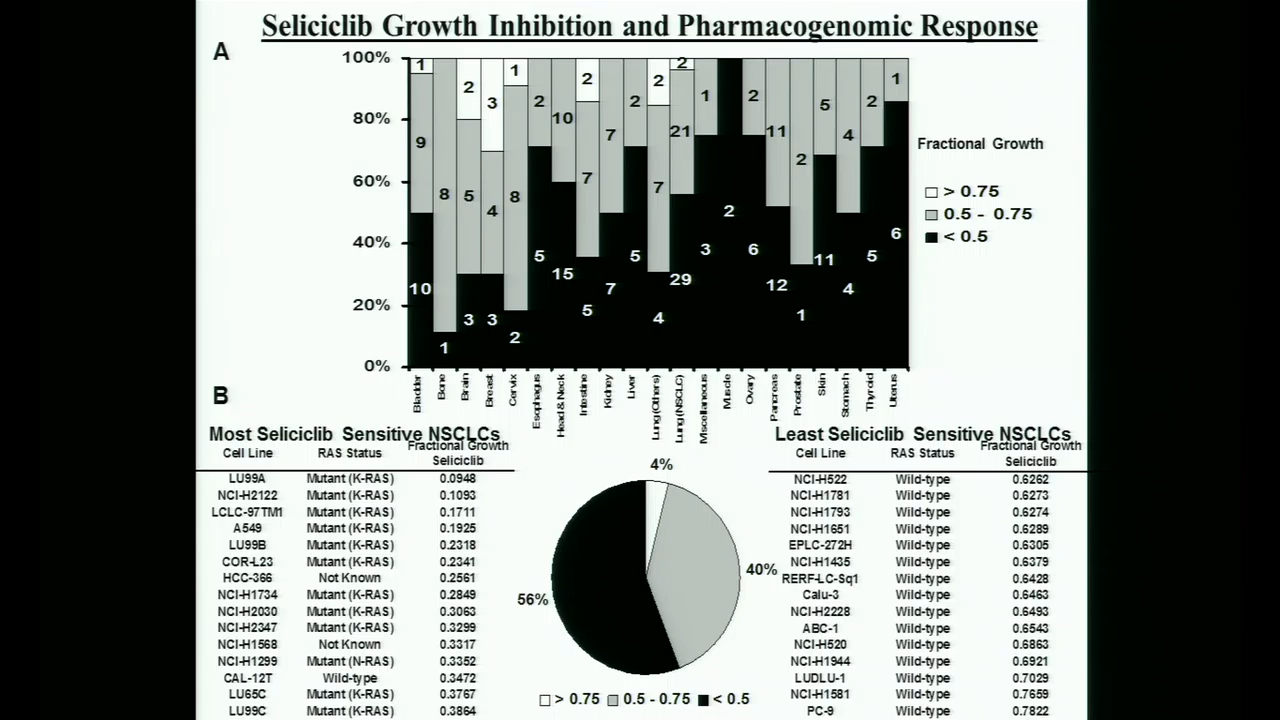 Seliciclib Growth Inhibition and Pharmacogenomic Response
A
100%
80%
60%
40%
20%
0%
1 2 3 1 2 2 2
9 8 5 4 8 2 10 7 7 2 7 21 1 2 11 2 5 4 2 1
10 1 3 3 2 5 15 5 7 5 4 29 3 2 6 12 1 11 4 5 6
Bladder
Bone
Brain
Breast
Cervix
Esophagus
Head & Neck
Intestine
Kidney
Liver
Lung (Others)
Lung (NSCLC)
Miscellaneous
Muscle
Ovary
Pancreas
Prostate
Skin
Stomach
Thyroid
Uterus
Fractional Growth
> 0.75
0.5 - 0.75
< 0.5
B
Most Seliciclib Sensitive NSCLCs
Cell Line RAS Status Fractional Growth Seliciclib
LU99A Mutant (K-RAS) 0.0948
NCI-H2122 Mutant (K-RAS) 0.1093
LCLC-97TM1 Mutant (K-RAS) 0.1711
A549 Mutant (K-RAS) 0.1925
LU99B Mutant (K-RAS) 0.2318
COR-L23 Mutant (K-RAS) 0.2341
HCC-366 Not Known 0.2561
NCI-H1734 Mutant (K-RAS) 0.2849
NCI-H2030 Mutant (K-RAS) 0.3063
NCI-H2347 Mutant (K-RAS) 0.3299
NCI-H1568 Not Known 0.3317
NCI-H1299 Mutant (N-RAS) 0.3352
CAL-12T Wild-type 0.3472
LU65C Mutant (K-RAS) 0.3767
LU99C Mutant (K-RAS) 0.3864
4%
40%
56%
> 0.75 0.5 - 0.75 < 0.5
Least Seliciclib Sensitive NSCLCs
Cell Line RAS Status Fractional Growth Seliciclib
NCI-H522 Wild-type 0.6262
NCI-H1781 Wild-type 0.6273
NCI-H1793 Wild-type 0.6274
NCI-H1651 Wild-type 0.6289
EPLC-272H Wild-type 0.6305
NCI-H1435 Wild-type 0.6379
RERF-LC-Sq1 Wild-type 0.6428
Calu-3 Wild-type 0.6463
NCI-H2228 Wild-type 0.6493
ABC-1 Wild-type 0.6543
NCI-H520 Wild-type 0.6863
NCI-H1944 Wild-type 0.6921
LUDLU-1 Wild-type 0.7029
NCI-H1581 Wild-type 0.7659
PC-9 Wild-type 0.7822